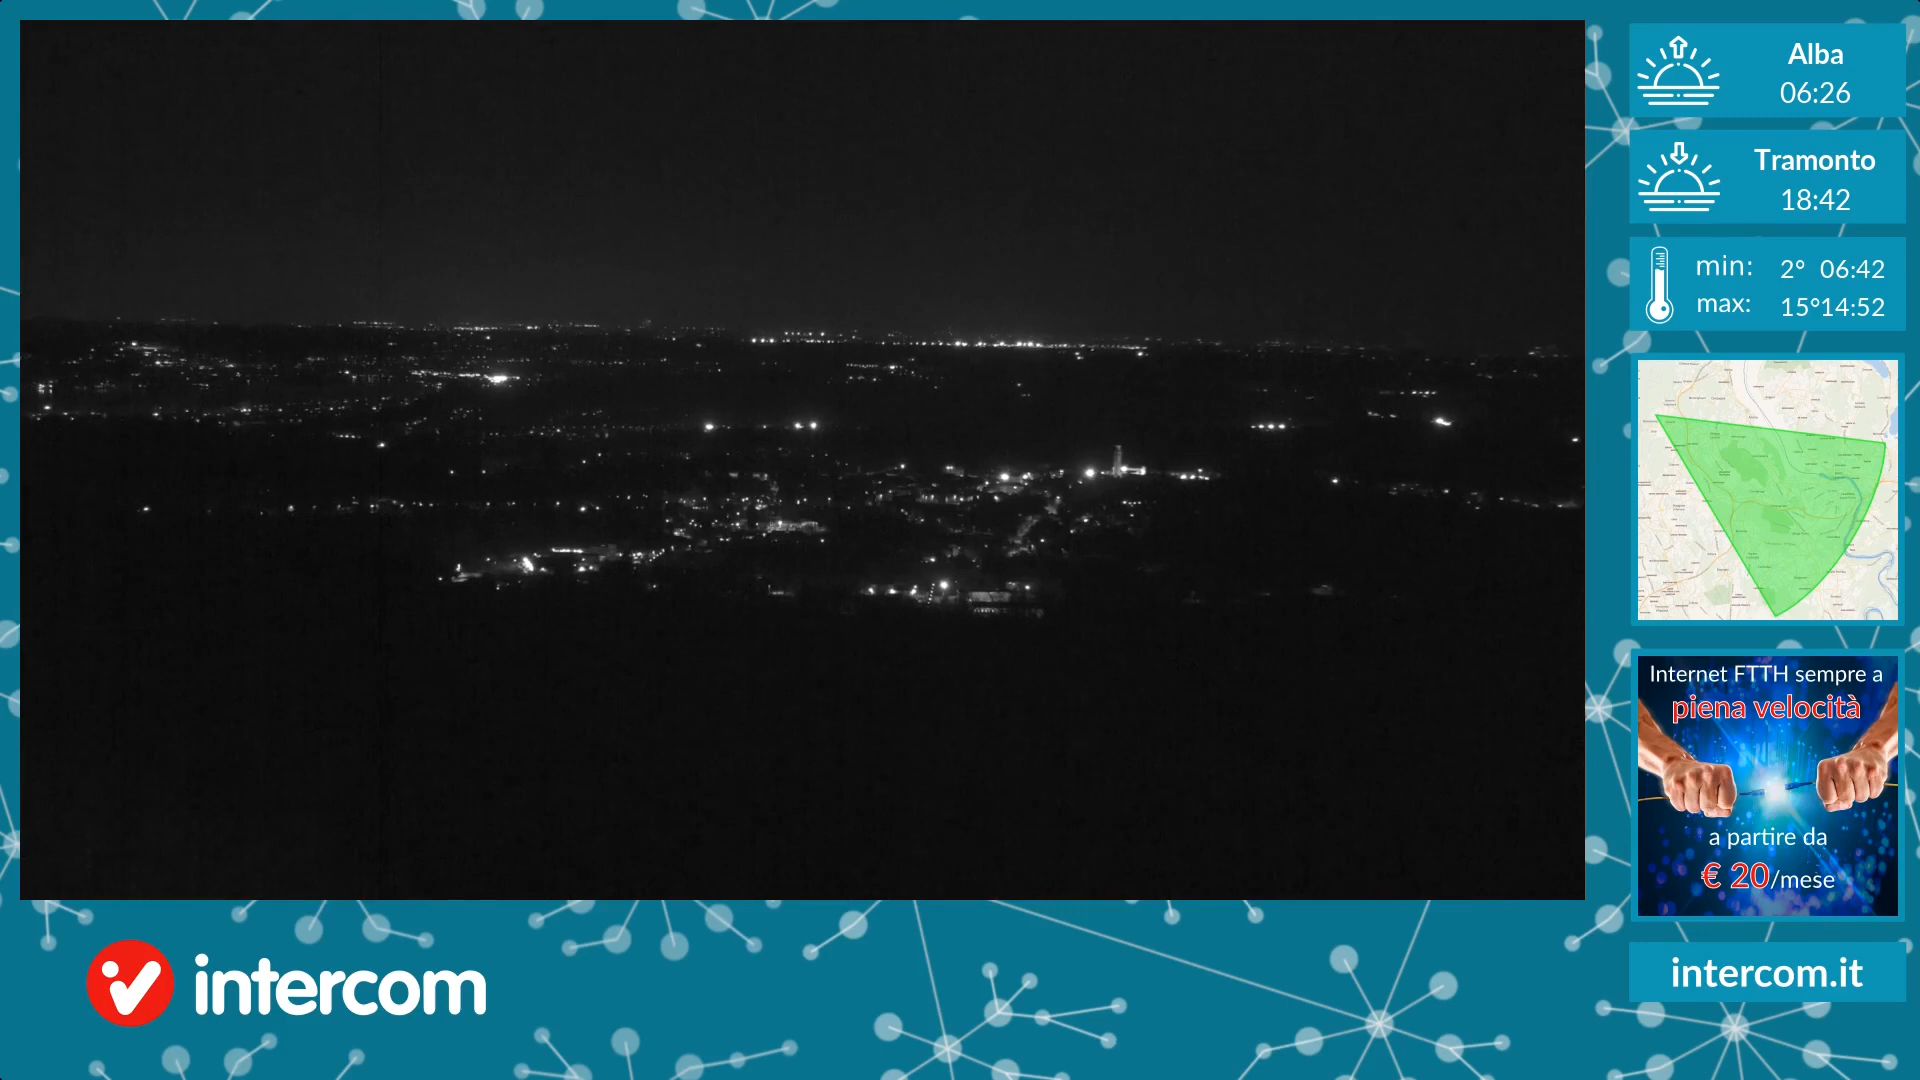 Alba
06:26
Tramonto
18:42
min: 2° 06:42
max: 15° 14:52
Internet FTTH sempre a
piena velocità
a partire da
€ 20/mese
intercom
intercom.it